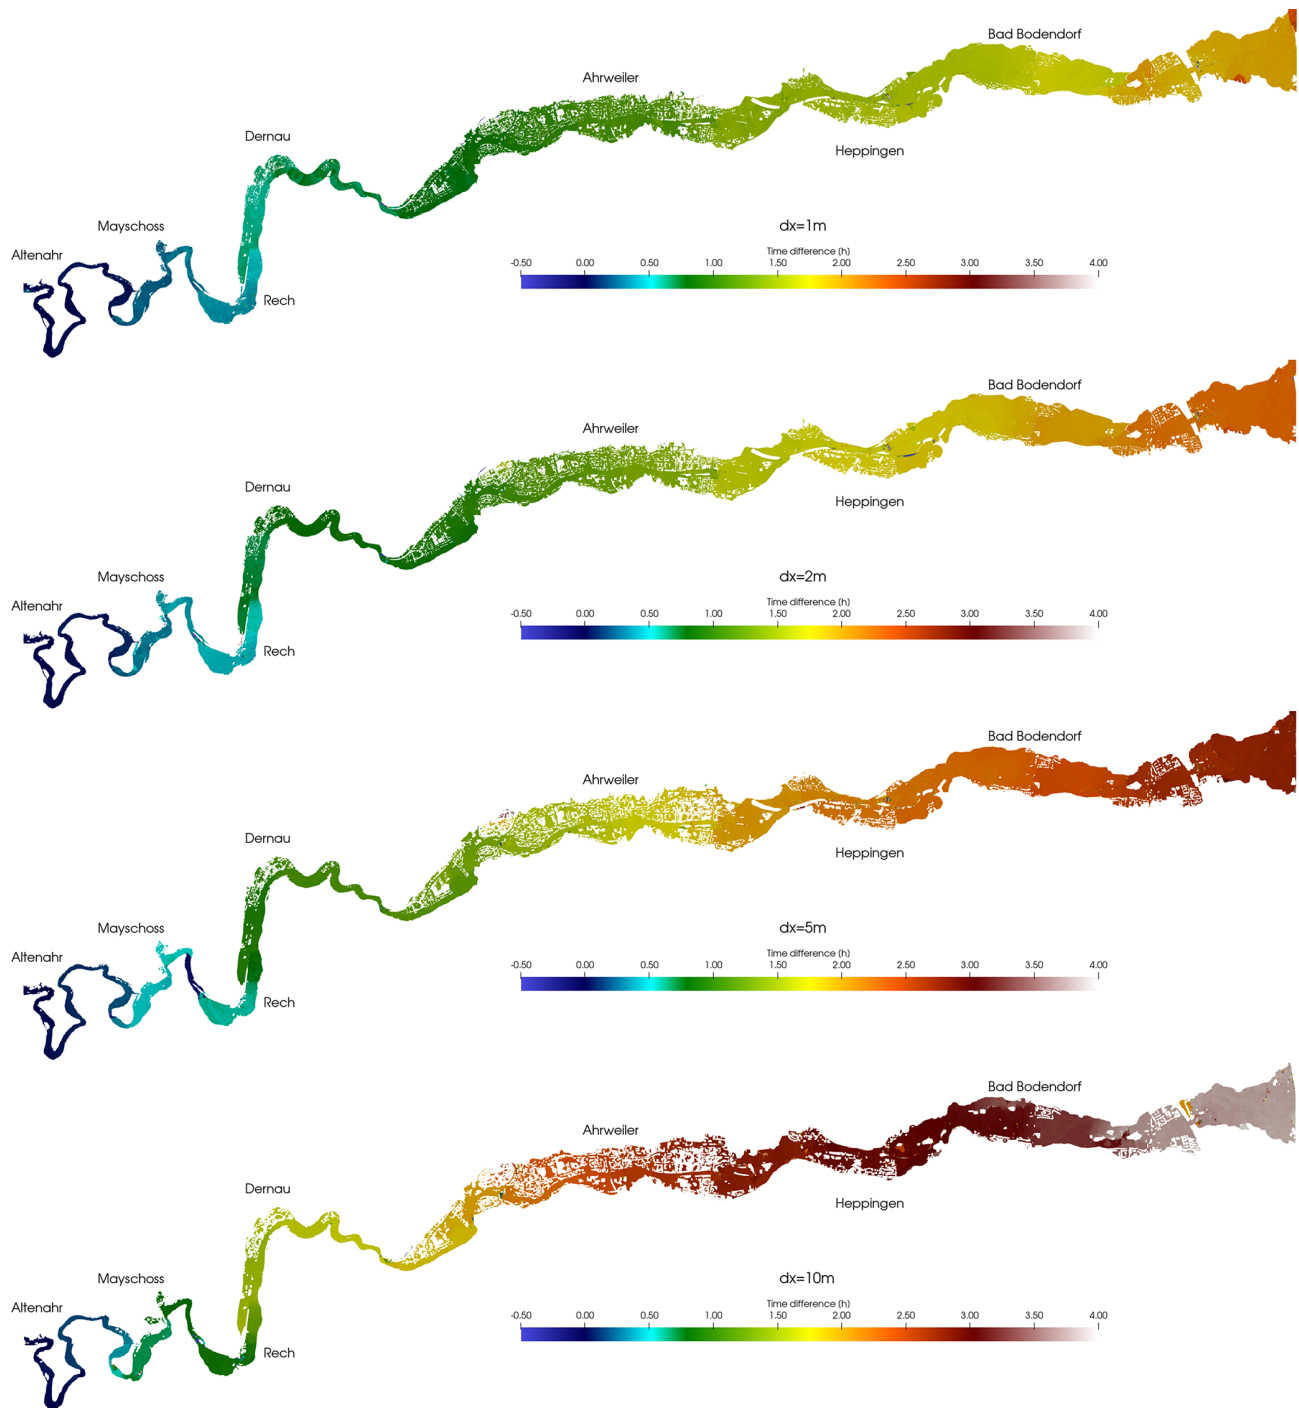 Bad Bodendorf
Ahrweiler
Dernau
Heppingen
Mayschoss
Altenahr
Rech
dx=1m
Time difference (h)
-0.50 0.00 0.50 1.00 1.50 2.00 2.50 3.00 3.50 4.00
Bad Bodendorf
Ahrweiler
Dernau
Heppingen
Mayschoss
Altenahr
Rech
dx=2m
Time difference (h)
-0.50 0.00 0.50 1.00 1.50 2.00 2.50 3.00 3.50 4.00
Bad Bodendorf
Ahrweiler
Dernau
Heppingen
Mayschoss
Altenahr
Rech
dx=5m
Time difference (h)
-0.50 0.00 0.50 1.00 1.50 2.00 2.50 3.00 3.50 4.00
Bad Bodendorf
Ahrweiler
Dernau
Heppingen
Mayschoss
Altenahr
Rech
dx=10m
Time difference (h)
-0.50 0.00 0.50 1.00 1.50 2.00 2.50 3.00 3.50 4.00